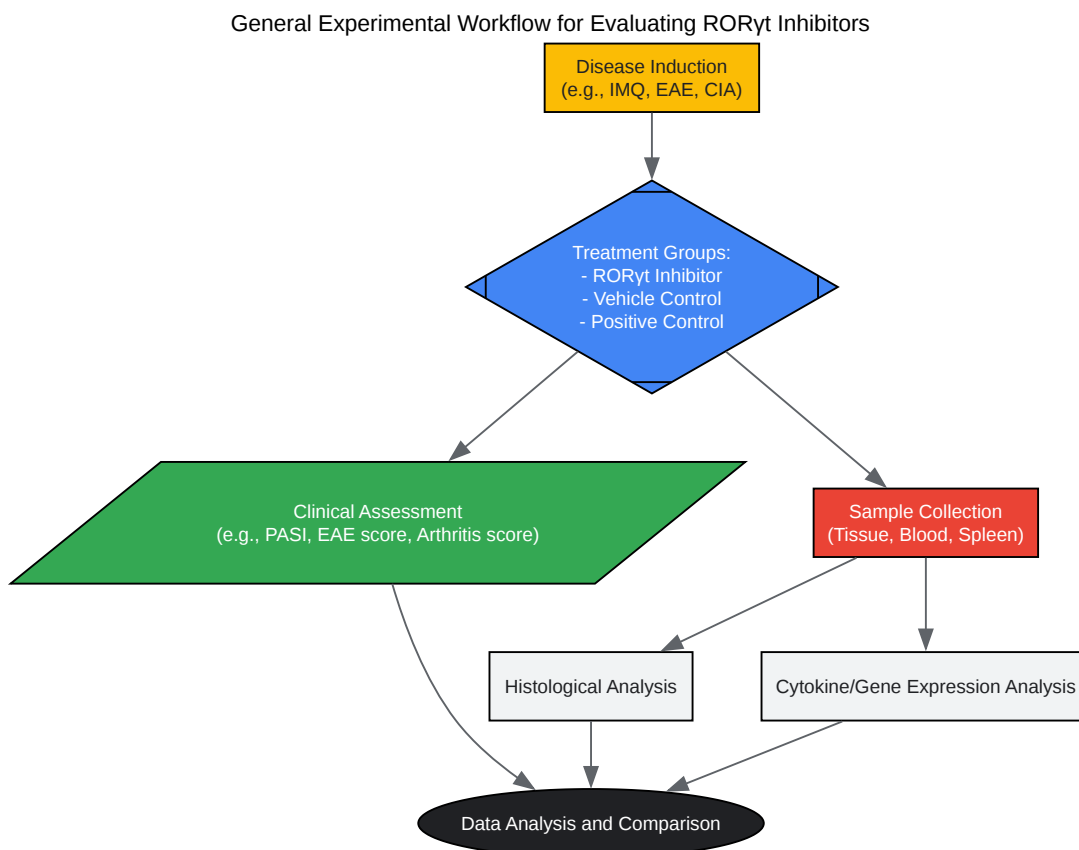 General Experimental Workflow for Evaluating RORγt Inhibitors
Disease Induction
(e.g., IMQ, EAE, CIA)
Treatment Groups:
- RORγt Inhibitor
- Vehicle Control
- Positive Control
Clinical Assessment
(e.g., PASI, EAE score, Arthritis score)
Sample Collection
(Tissue, Blood, Spleen)
Histological Analysis
Cytokine/Gene Expression Analysis
Data Analysis and Comparison